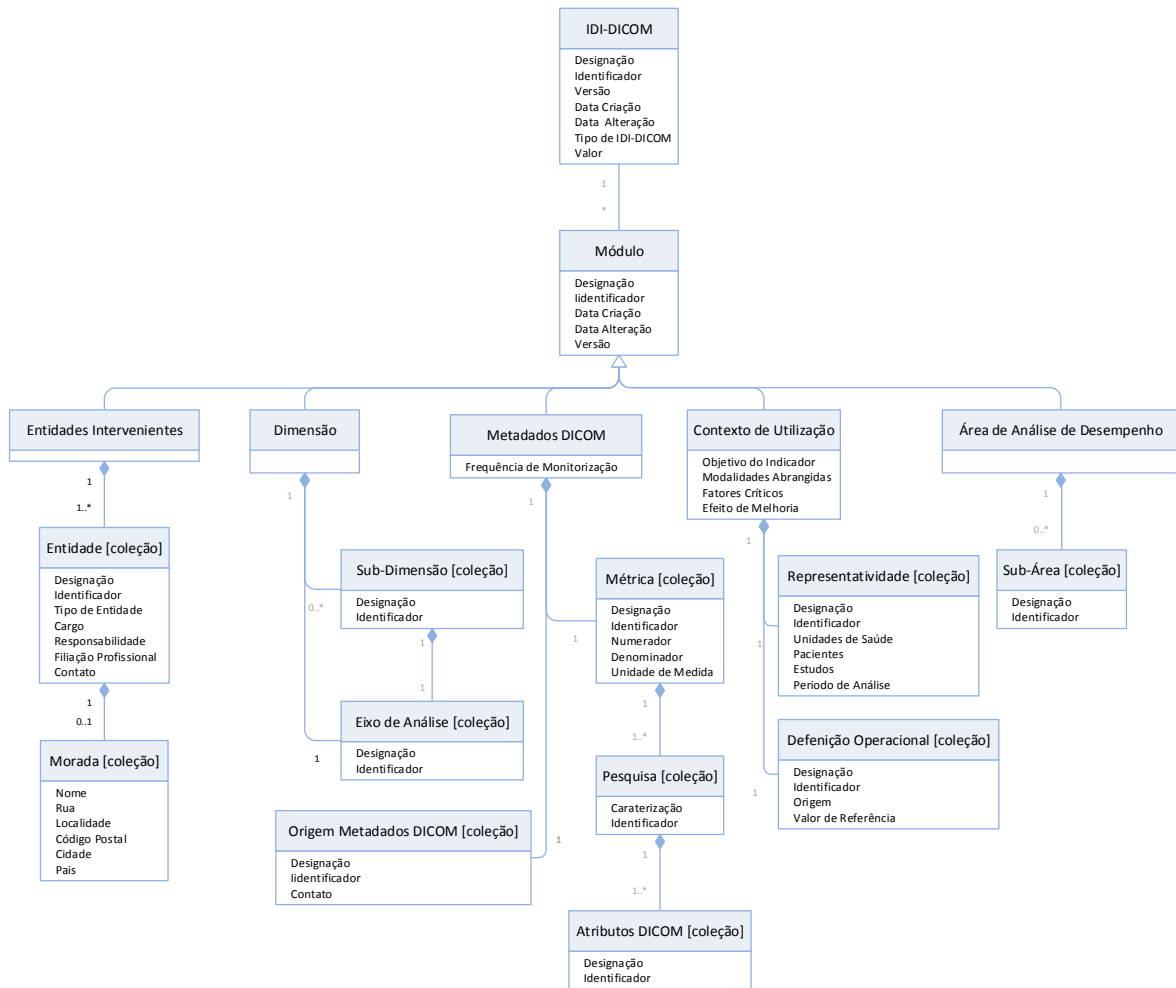 IDI-DICOM
Designação
Identificador
Versão
Data Criação
Data Alteração
Tipo de IDI-DICOM
Valor
1
*
Módulo
Designação
Iidentificador
Data Criação
Data Alteração
Versão
Entidades Intervenientes
1
1..*
Entidade [coleção]
Designação
Identificador
Tipo de Entidade
Cargo
Responsabilidade
Filiação Profissional
Contato
1
0..1
Morada [coleção]
Nome
Rua
Localidade
Código Postal
Cidade
Pais
Dimensão
1
0..*
Sub-Dimensão [coleção]
Designação
Identificador
1
1
1
Eixo de Análise [coleção]
Designação
Identificador
Metadados DICOM
Frequência de Monitorização
1
1
Métrica [coleção]
Designação
Identificador
Numerador
Denominador
Unidade de Medida
1
1..*
Pesquisa [coleção]
Caraterização
Identificador
1
1..*
Atributos DICOM [coleção]
Designação
Identificador
1
Origem Metadados DICOM [coleção]
Designação
Iidentificador
Contato
Contexto de Utilização
Objetivo do Indicador
Modalidades Abrangidas
Fatores Críticos
Efeito de Melhoria
1
1
Representatividade [coleção]
Designação
Identificador
Unidades de Saúde
Pacientes
Estudos
Periodo de Análise
1
Defenição Operacional [coleção]
Designação
Identificador
Origem
Valor de Referência
Área de Análise de Desempenho
1
0..*
Sub-Área [coleção]
Designação
Identificador